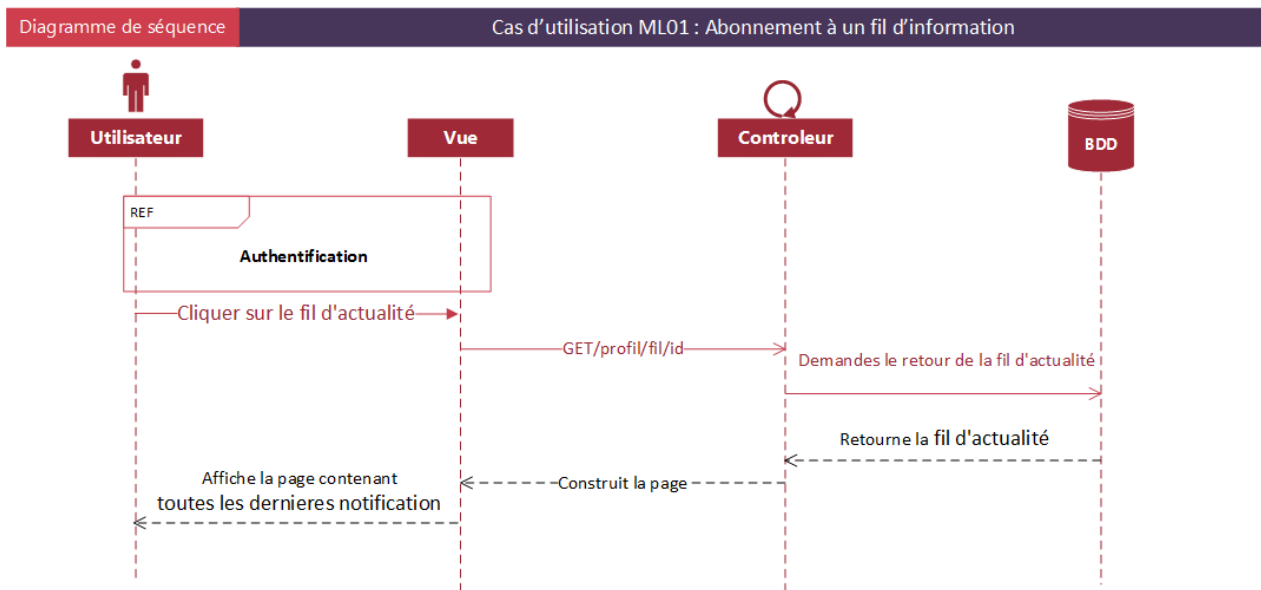 Diagramme de séquence
Cas d'utilisation ML01 : Abonnement à un fil d'information
Utilisateur
Vue
Controleur
BDD
REF
Authentification
Cliquer sur le fil d'actualité
GET/profil/fil/id
Demandes le retour de la fil d'actualité
Retourne la fil d'actualité
Construit la page
Affiche la page contenant
toutes les dernieres notification